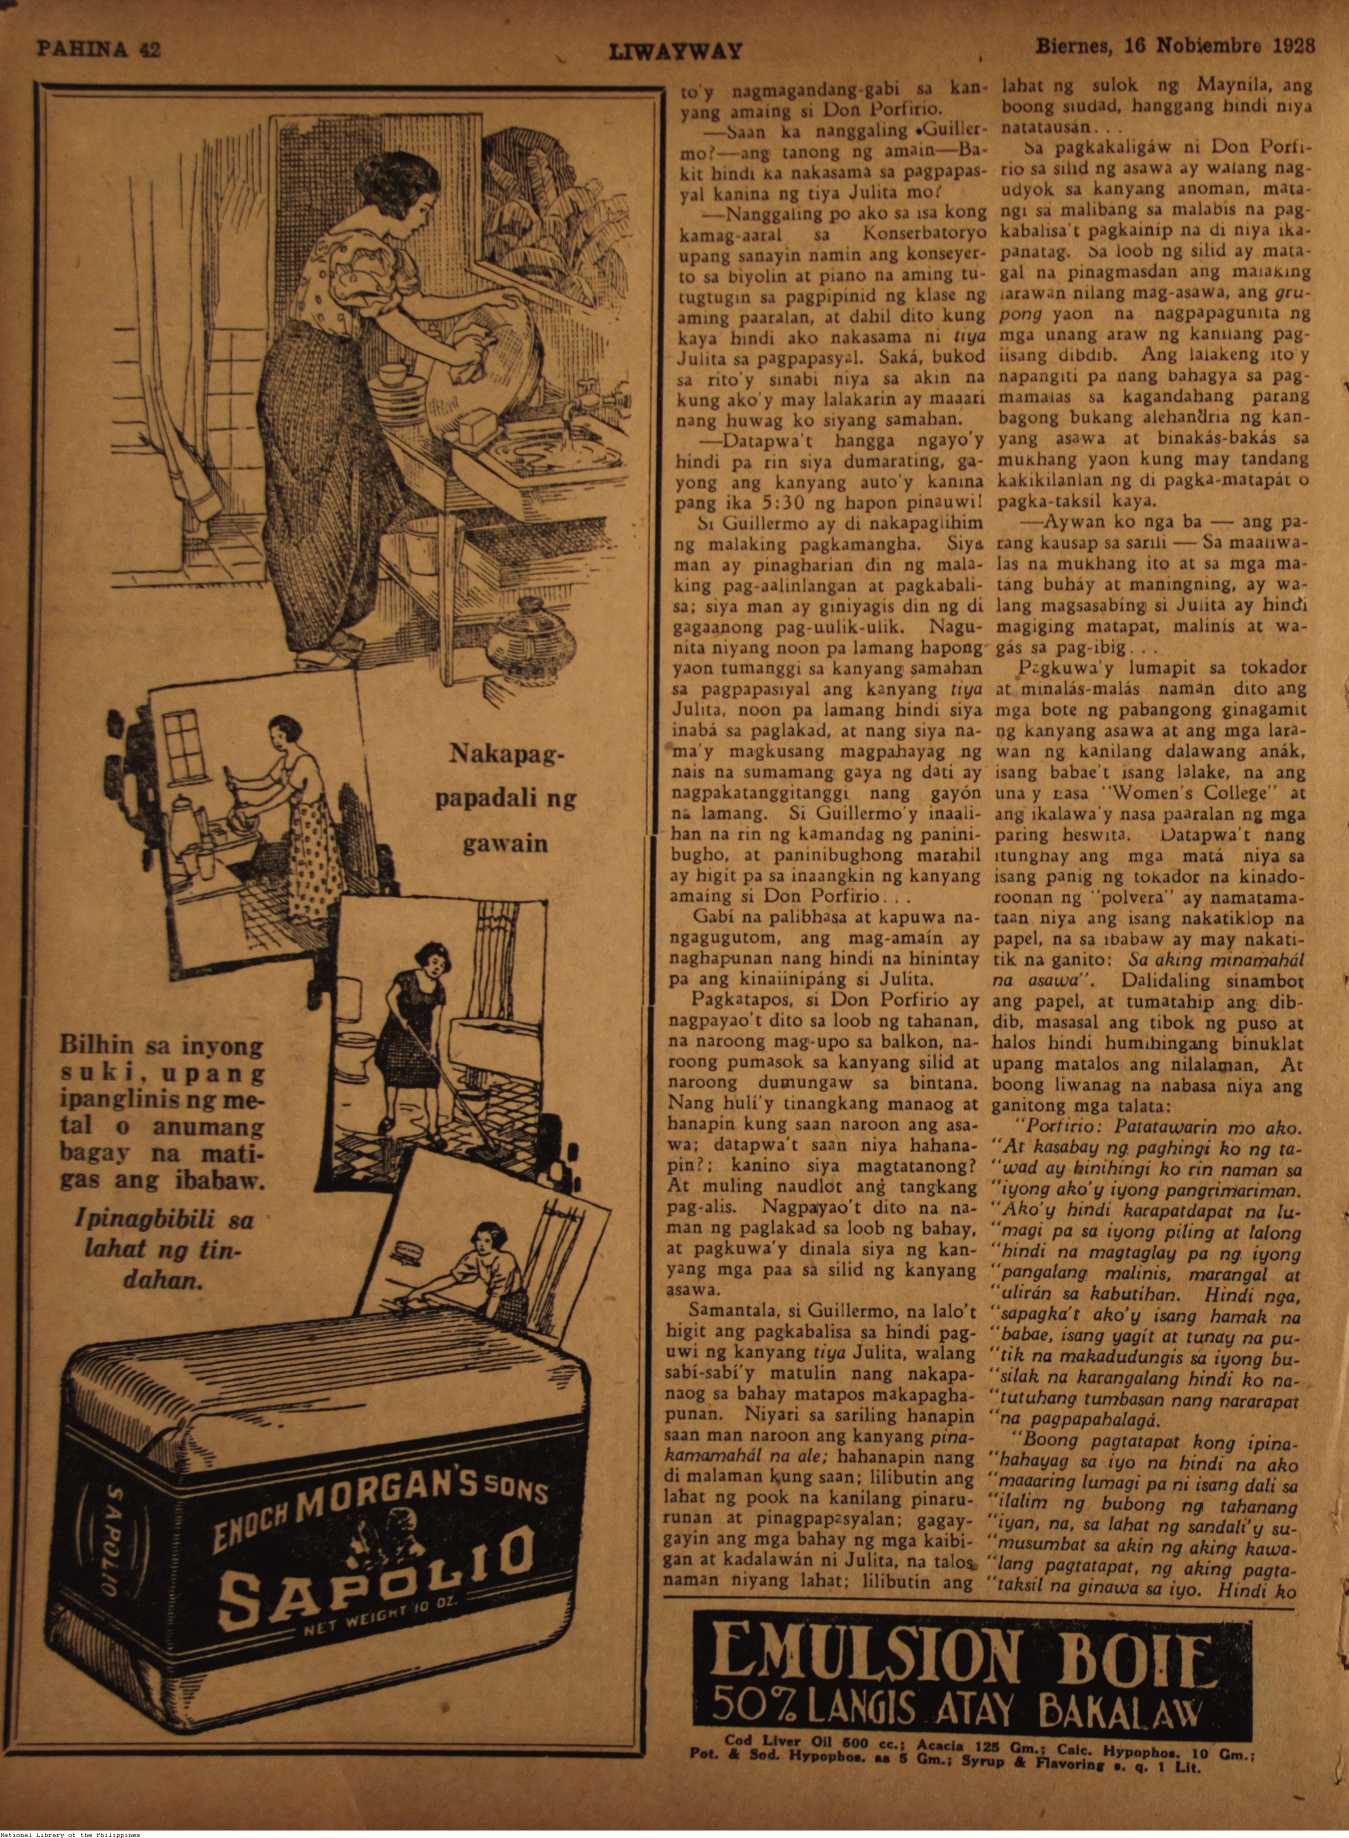 PAHINA 42
LIWAYWAY
Biernes, 16 Nobiembre 1928
Nakapag-
papadali ng
gawain
Bilhin sa inyong
suki, upang
ipanglinis ng me-
tal o anumang
bagay na mati-
gas ang ibabaw.
Ipinagbibili sa
lahat ng tin-
dahan.
SAPOLIO
ENOCH MORGAN'S SONS
SAPOLIO
NET WEIGHT 10 OZ.
to'y nagmagandang-gabi sa kan-
yang amaing si Don Porfirio.
—Saan ka nanggaling Guiller-
mo?—ang tanong ng amain—Ba-
kit hindi ka nakasama sa pagpapas-
yal kanina ng tiya Julita mo?
—Nanggaling po ako sa isa kong
kamag-aaral sa Konserbatoryo
upang sanayin namin ang konseyer-
to sa biyolin at piano na aming tu-
tugtugin sa pagpipinid ng klase ng
aming paaralan, at dahil dito kung
kaya hindi ako nakasama ni tiya
Julita sa pagpapasyal. Saká, bukod
sa rito'y sinabi niya sa akin na
kung ako'y may lalakarin ay maaari
nang huwag ko siyang samahan.
—Datapwa't hangga ngayo'y
hindi pa rin siya dumarating, ga-
yong ang kanyang auto'y kanina
pang ika 5:30 ng hapon pinauwi!
Si Guillermo ay di nakapaglihim
ng malaking pagkamangha. Siya
man ay pinagharian din ng mala-
king pag-aalinlangan at pagkabali-
sa; siya man ay giniyagis din ng di
gagaanong pag-uulik-ulik. Nagu-
nita niyang noon pa lamang hapong
yaon tumanggi sa kanyang samahan
sa pagpapasiyal ang kanyang tiya
Julita, noon pa lamang hindi siya
inabá sa paglakad, at nang siya na-
ma'y magkusang magpahayag ng
nais na sumamang gaya ng dati ay
nagpakatanggitanggi nang gayón
na lamang. Si Guillermo'y inaali-
han na rin ng kamandag ng panini-
bugho, at paninibughong marahil
ay higit pa sa inaangkin ng kanyang
amaing si Don Porfirio...
Gabí na palibhasa at kapuwa na-
ngagugutom, ang mag-amaín ay
naghapunan nang hindi na hinintay
pa ang kinaiinipáng si Julita.
Pagkatapos, si Don Porfirio ay
nagpayao't dito sa loob ng tahanan,
na naroong mag-upo sa balkon, na-
roong pumasok sa kanyang silid at
naroong dumungaw sa bintana.
Nang huli'y tinangkang manaog at
hanapin kung saan naroon ang asa-
wa; datapwa't saan niya hahana-
pin?; kanino siya magtatanong?
At muling naudlot ang tangkang
pag-alis. Nagpayao't dito na na-
man ng paglakad sa loob ng bahay,
at pagkuwa'y dinala siya ng kan-
yang mga paa sa silid ng kanyang
asawa.
Samantala, si Guillermo, na lalo't
higit ang pagkabalisa sa hindi pag-
uwi ng kanyang tiya Julita, walang
sabí-sabí'y matulin nang nakapa-
naog sa bahay matapos makapagha-
punan. Niyari sa sariling hanapin
saan man naroon ang kanyang pina-
kamamahál na ale; hahanapin nang
di malaman kung saan; lilibutin ang
lahat ng pook na kanilang pinaru-
runan at pinagpapasyalan; gagay-
gayin ang mga bahay ng mga kaibi-
gan at kadalawán ni Julita, na talos
naman niyang lahat; lilibutin ang
lahat ng sulok ng Maynila, ang
boong siudad, hanggang hindi niya
natatausán...
Sa pagkakaligáw ni Don Porfi-
rio sa silid ng asawa ay walang nag-
udyok sa kanyang anoman, mata-
ngi sa malibang sa malabis na pag-
kabalisa't pagkainip na di niya ika-
panatag. Sa loob ng silid ay mata-
gal na pinagmasdan ang malaking
larawan nilang mag-asawa, ang gru-
pong yaon na nagpapagunita ng
mga unang araw ng kanilang pag-
iisang dibdib. Ang lalakeng ito'y
napangiti pa nang bahagya sa pag-
mamalas sa kagandahang parang
bagong bukang alehandria ng kan-
yang asawa at binakás-bakás sa
mukhang yaon kung may tandang
kakikilanlan ng di pagka-matapát o
pagka-taksil kaya.
—Aywan ko nga ba — ang pa-
rang kausap sa sarili — Sa maaliwa-
las na mukhang ito at sa mga ma-
táng buháy at maningning, ay wa-
lang magsasabing si Julita ay hindi
magiging matapat, malinis at wa-
gás sa pag-ibig...
Pagkuwa'y lumapit sa tokador
at minalás-malás naman dito ang
mga bote ng pabangong ginagamit
ng kanyang asawa at ang mga lara-
wan ng kanilang dalawang anák,
isang babae't isang lalake, na ang
una'y nasa "Women's College" at
ang ikalawa'y nasa paaralan ng mga
paring heswita. Datapwa't nang
itunghay ang mga matá niya sa
isang panig ng tokador na kinado-
roonan ng "polvera" ay namatama-
taan niya ang isang nakatiklop na
papel, na sa ibabaw ay may nakati-
tik na ganito: Sa aking minamahál
na asawa". Dalidaling sinambot
ang papel, at tumatahip ang dib-
dib, masasal ang tibok ng puso at
halos hindi humihingang binuklat
upang matalos ang nilalaman, At
boong liwanag na nabasa niya ang
ganitong mga talata:
"Porfirio: Patatawarin mo ako.
"At kasabay ng paghingi ko ng ta-
"wad ay hinihingi ko rin naman sa
"iyong ako'y iyong pangrimariman.
"Ako'y hindi karapatdapat na lu-
"magi pa sa iyong piling at lalong
"hindi na magtaglay pa ng iyong
"pangalang malinis, marangal at
"ulirán sa kabutihan. Hindi nga,
"sapagka't ako'y isang hamak na
"babae, isang yagit at tunay na pu-
"tik na makadudungis sa iyong bu-
"silak na karangalang hindi ko na-
"tutuhang tumbasan nang nararapat
"na pagpapahalagá.
"Boong pagtatapat kong ipina-
"hahayag sa iyo na hindi na ako
"maaaring lumagi pa ni isang dali sa
"ilalim ng bubong ng tahanang
"iyan, na, sa lahat ng sandali'y su-
"musumbat sa akin ng aking kawa-
"lang pagtatapat, ng aking pagta-
"taksil na ginawa sa iyo. Hindi ko
EMULSION BOIE
50% LANGIS ATAY BAKALAW
Cod Liver Oil 500 cc.; Acacia 125 Gm.; Calc. Hypophos. 10 Gm.;
Pot. & Sod. Hypophos. aa 5 Gm.; Syrup & Flavoring s. q. 1 Lit.
National Library of the Philippines